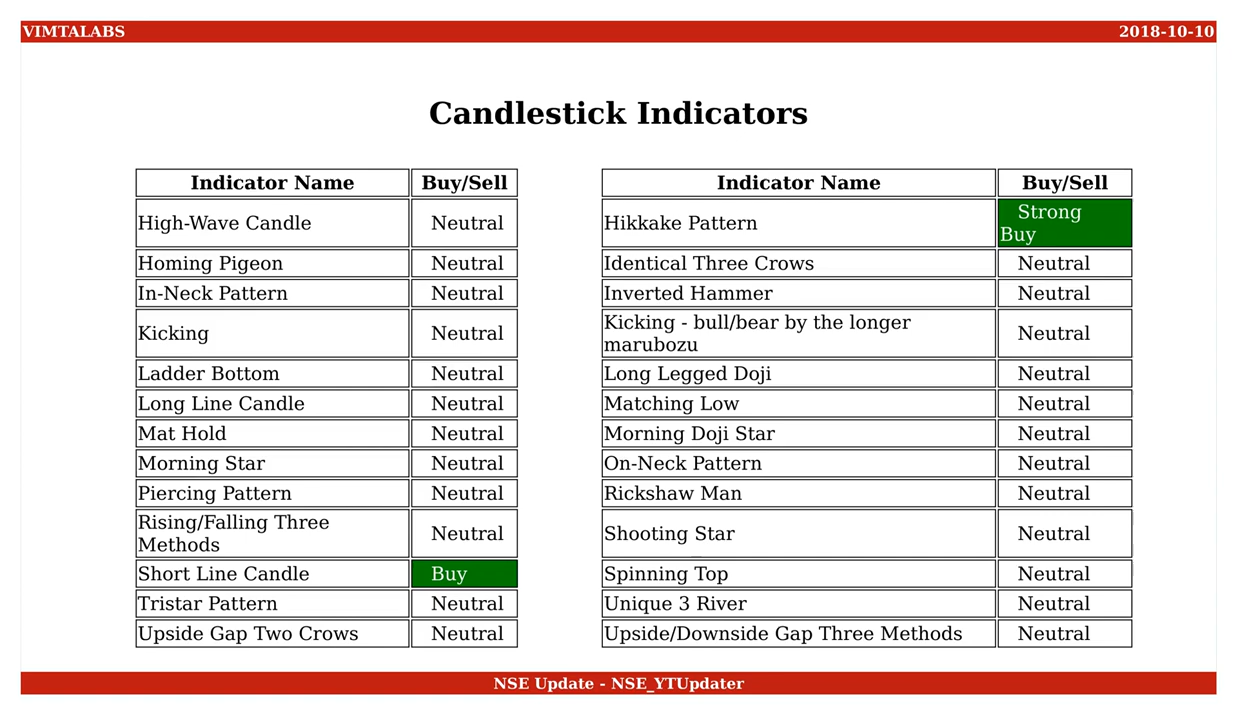 VIMTALABS 2018-10-10
Candlestick Indicators
Indicator Name Buy/Sell Indicator Name Buy/Sell
High-Wave Candle Neutral Hikkake Pattern Strong
Buy
Homing Pigeon Neutral Identical Three Crows Neutral
In-Neck Pattern Neutral Inverted Hammer Neutral
Kicking Neutral Kicking - bull/bear by the longer
marubozu Neutral
Ladder Bottom Neutral Long Legged Doji Neutral
Long Line Candle Neutral Matching Low Neutral
Mat Hold Neutral Morning Doji Star Neutral
Morning Star Neutral On-Neck Pattern Neutral
Piercing Pattern Neutral Rickshaw Man Neutral
Rising/Falling Three
Methods Neutral Shooting Star Neutral
Short Line Candle Buy Spinning Top Neutral
Tristar Pattern Neutral Unique 3 River Neutral
Upside Gap Two Crows Neutral Upside/Downside Gap Three Methods Neutral
NSE Update - NSE_YTUpdater